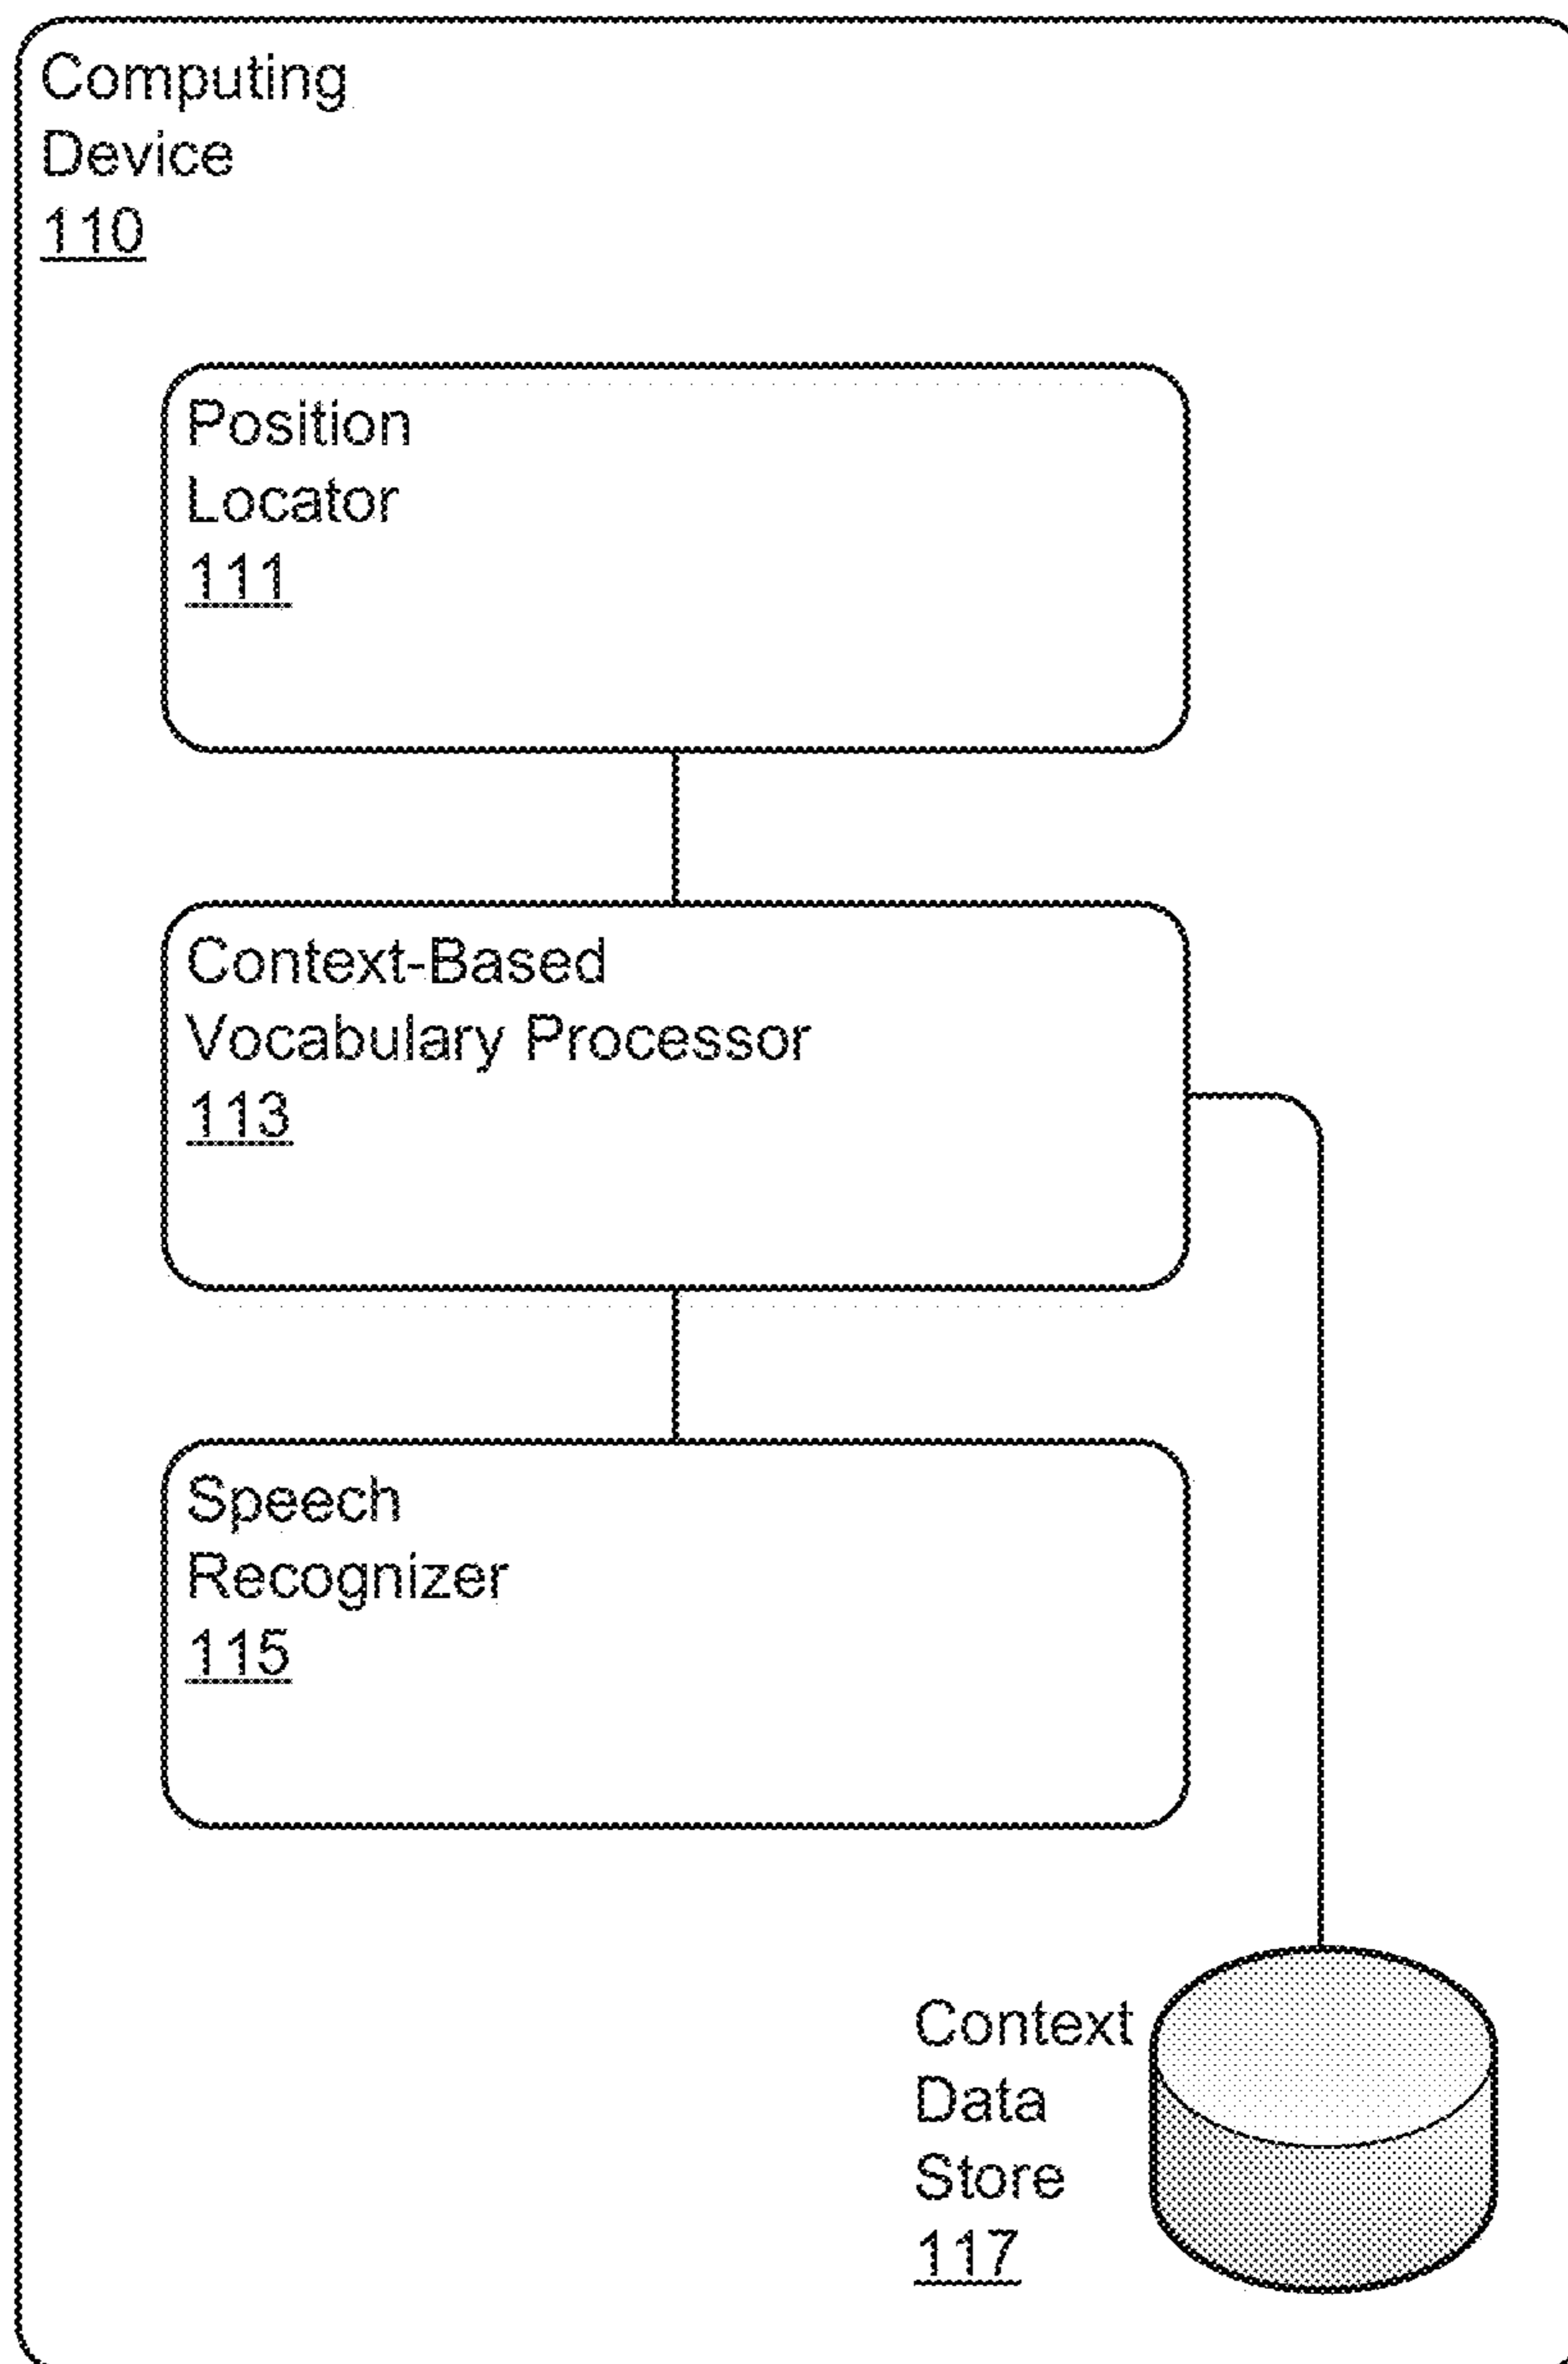 Computing
Device
110
Position
Locator
111
Context-Based
Vocabulary Processor
113
Speech
Recognizer
115
Context
Data
Store
117